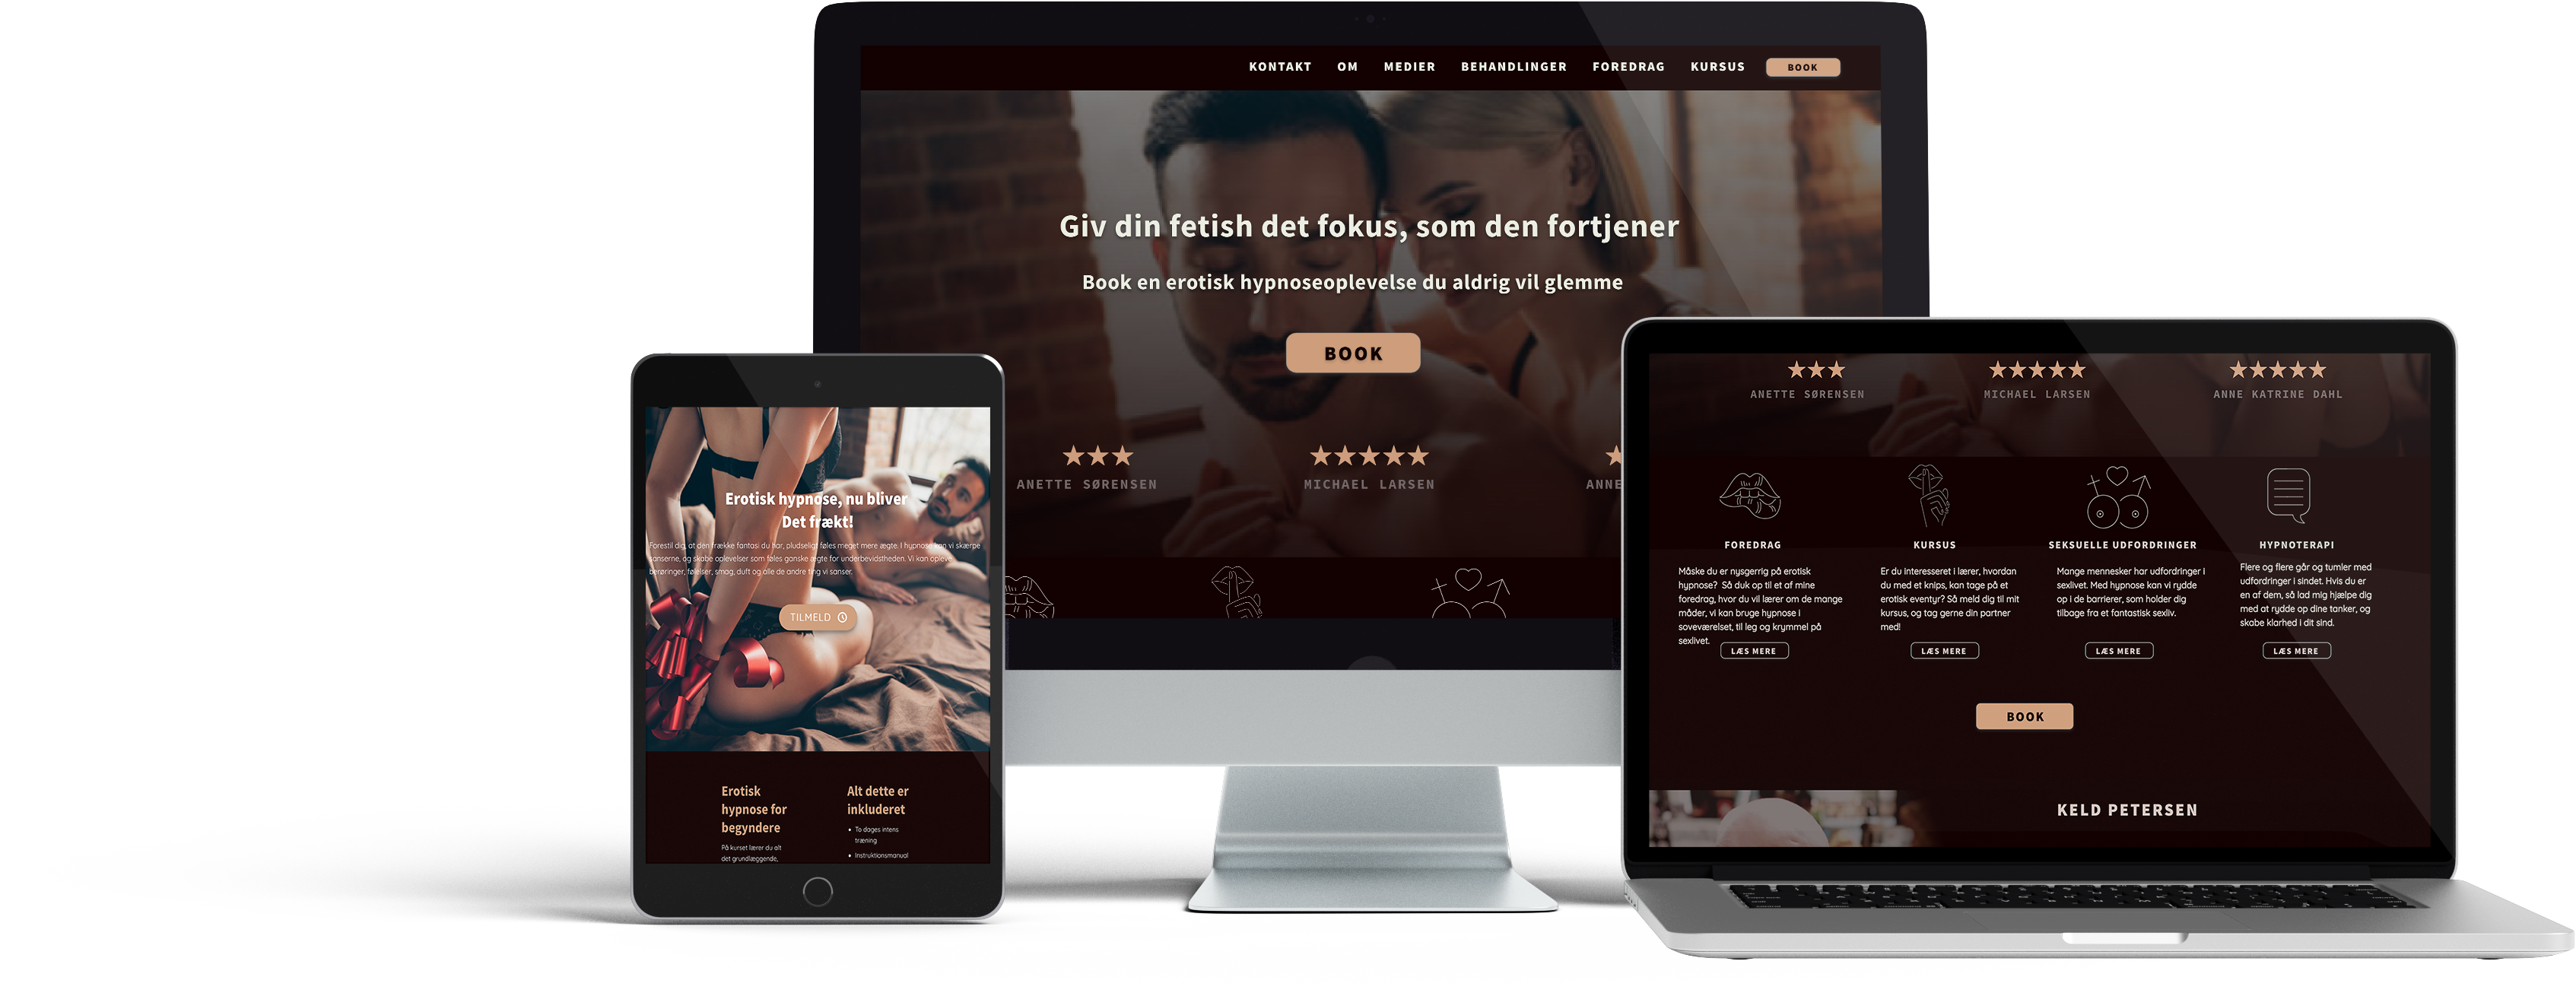 KONTAKT OM MEDIER BEHANDLINGER FOREDRAG KURSUS BOOK
Giv din fetish det fokus, som den fortjener
Book en erotisk hypnoseoplevelse du aldrig vil glemme
BOOK
ANETTE SØRENSEN MICHAEL LARSEN ANNE
Erotisk hypnose, nu bliver
Det frækt!
Forestil dig, at den frække fantasi du har, pludseligt føles meget mere ægte. I hypnose kan vi skærpe
sanserne, og skabe oplevelser som føles ganske ægte for underbevidstheden. Vi kan opleve
berøringer, følelser, smag, duft og alle de andre ting vi sanser.
TILMELD
Erotisk
hypnose for
begyndere
På kurset lærer du alt
det grundlæggende,
Alt dette er
inkluderet
• To dages intens
træning
• Instruktionsmanual
ANETTE SØRENSEN MICHAEL LARSEN ANNE KATRINE DAHL
FOREDRAG
Måske du er nysgerrig på erotisk
hypnose? Så duk op til et af mine
foredrag, hvor du vil lærer om de mange
måder, vi kan bruge hypnose i
soveværelset, til leg og krymmel på
sexlivet.
LÆS MERE
KURSUS
Er du interesseret i lærer, hvordan
du med et knips, kan tage på et
erotisk eventyr? Så meld dig til mit
kursus, og tag gerne din partner
med!
LÆS MERE
SEKSUELLE UDFORDRINGER
Mange mennesker har udfordringer i
sexlivet. Med hypnose kan vi rydde
op i de barrierer, som holder dig
tilbage fra et fantastisk sexliv.
LÆS MERE
HYPNOTERAPI
Flere og flere går og tumler med
udfordringer i sindet. Hvis du er
en af dem, så lad mig hjælpe dig
med at rydde op dine tanker, og
skabe klarhed i dit sind.
LÆS MERE
BOOK
KELD PETERSEN